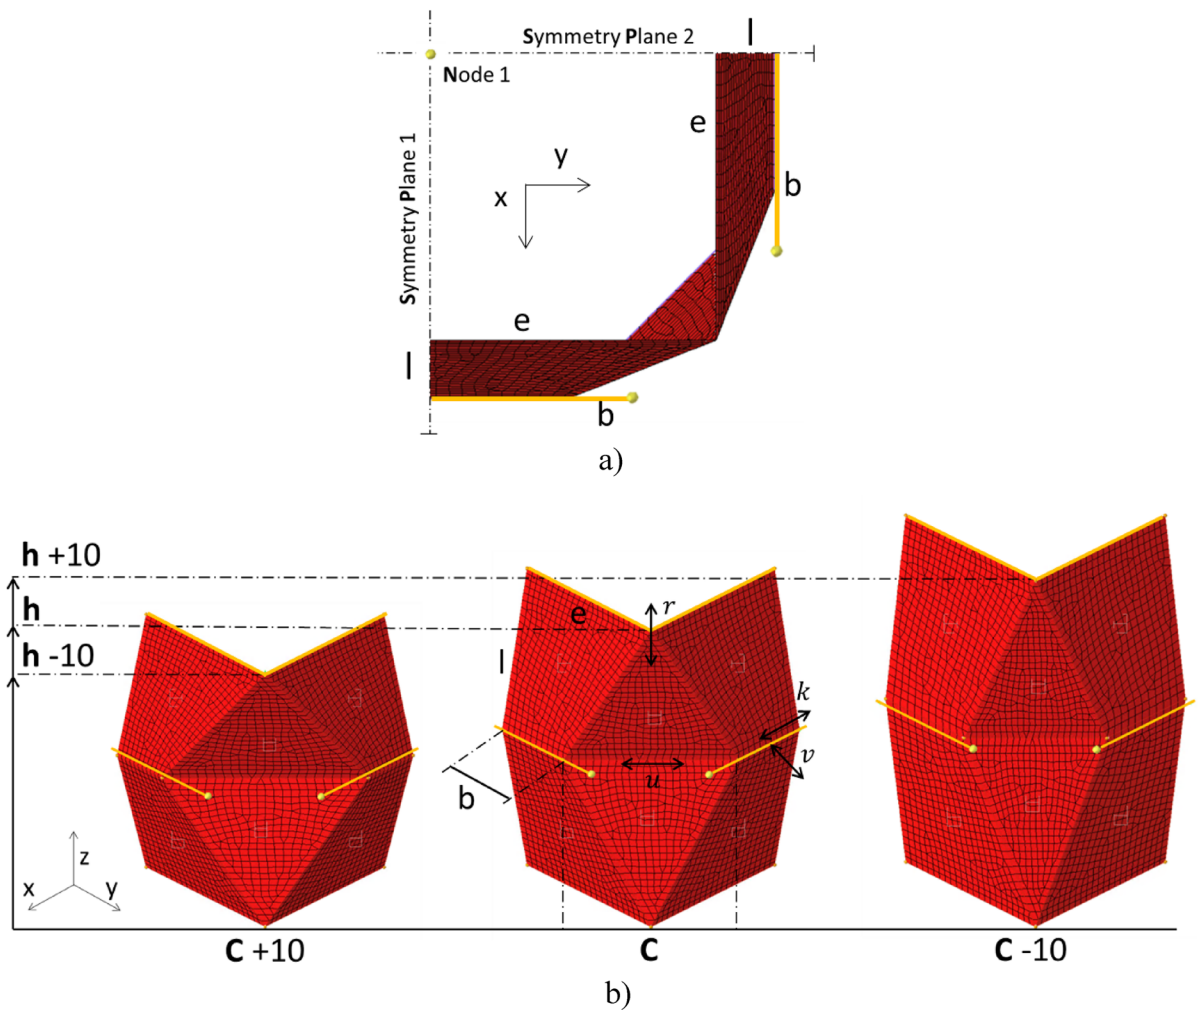 Symmetry Plane 2
l
Node 1
e
Symmetry Plane 1
y
x
b
e
l
b
a)
h +10
h
h -10
e
r
l
k
v
u
b
z
x
y
C +10
C
C -10
b)